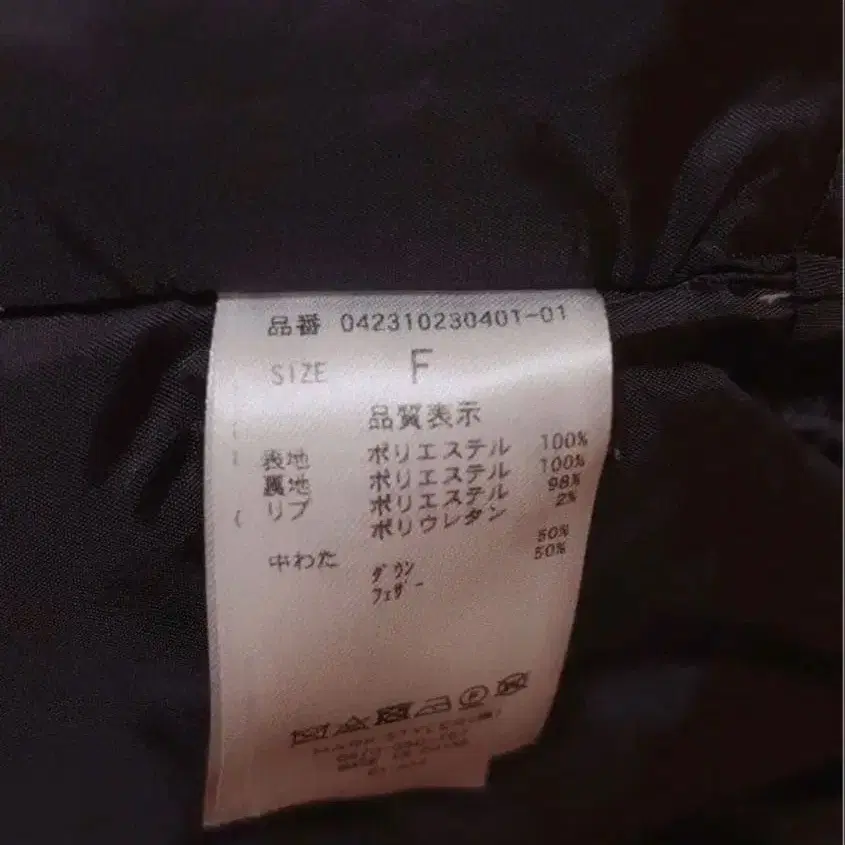 品番 042310230401-01
SIZE F
品質表示
表地 ポリエステル 100%
裏地 ポリエステル 100%
リブ ポリエステル 98%
ポリウレタン 2%
中わた ダウン 50%
フェザー 50%